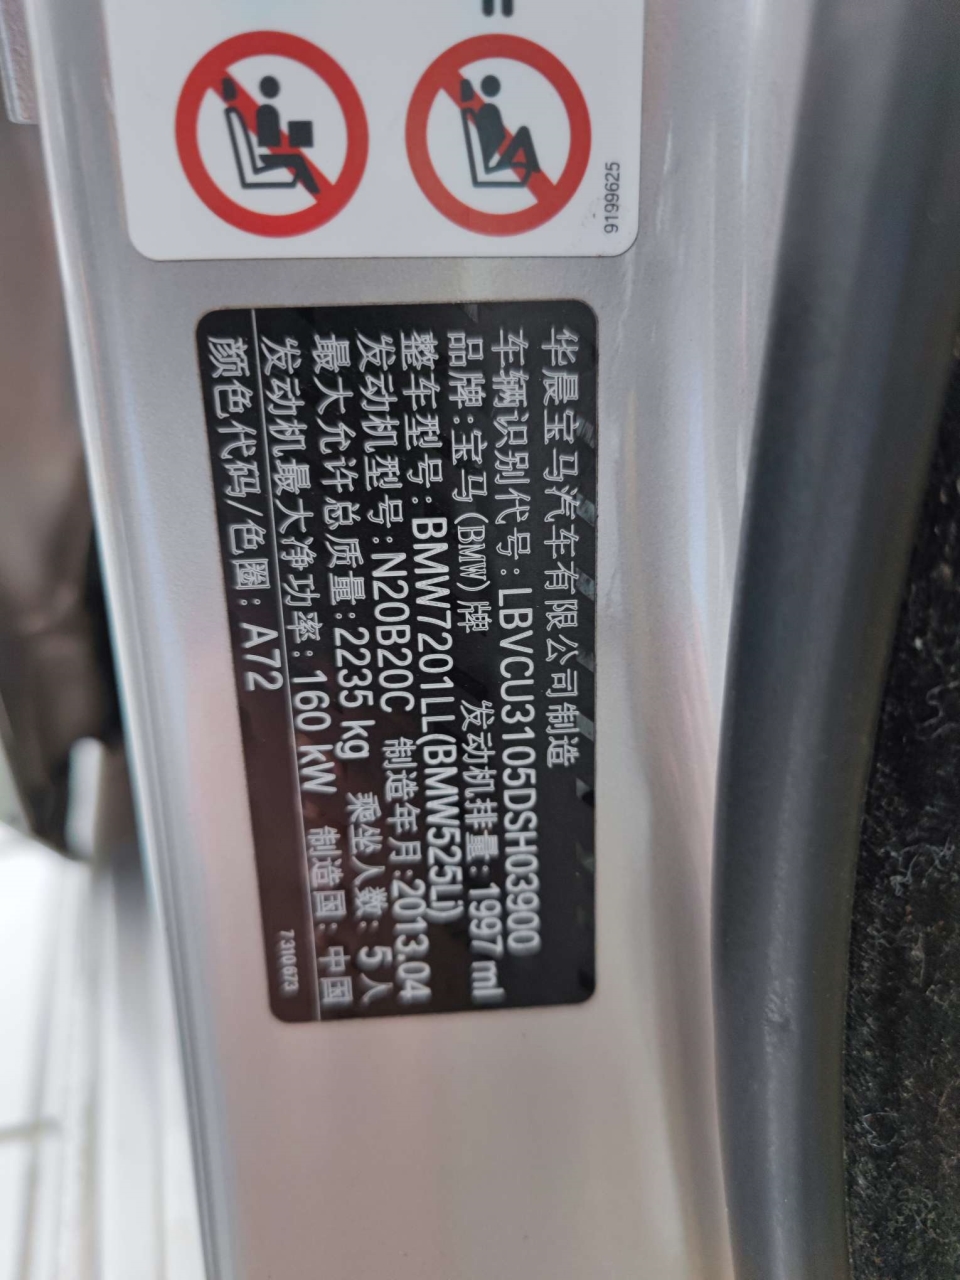 9199625
华晨宝马汽车有限公司制造
车辆识别代号:LBVCU3105DSH03900
品牌:宝马(BMW)牌 发动机排量:1997 ml
整车型号:BMW7201LL(BMW525Li)
发动机型号:N20B20C 制造年月:2013.04
最大允许总质量:2235 kg 乘坐人数:5人
发动机最大净功率:160 kW 制造国:中国
颜色代码/色圈:A72
7310673